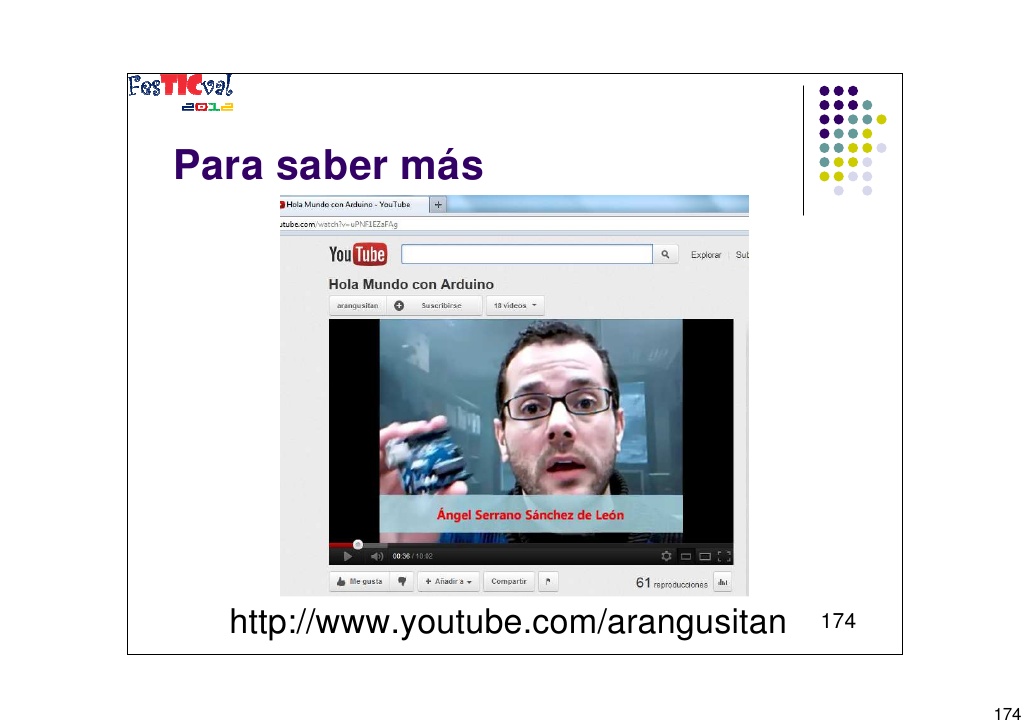 FesTICval
2012
Para saber más
Hola Mundo con Arduino - YouTube
utube.com/watch?v=uPNF1EZaFAg
YouTube
Explorar
Sub
Hola Mundo con Arduino
arangusitan
Suscribirse
18 vídeos
Ángel Serrano Sánchez de León
00:36 / 10:02
Me gusta
Añadir a
Compartir
61 reproducciones
http://www.youtube.com/arangusitan
174
174